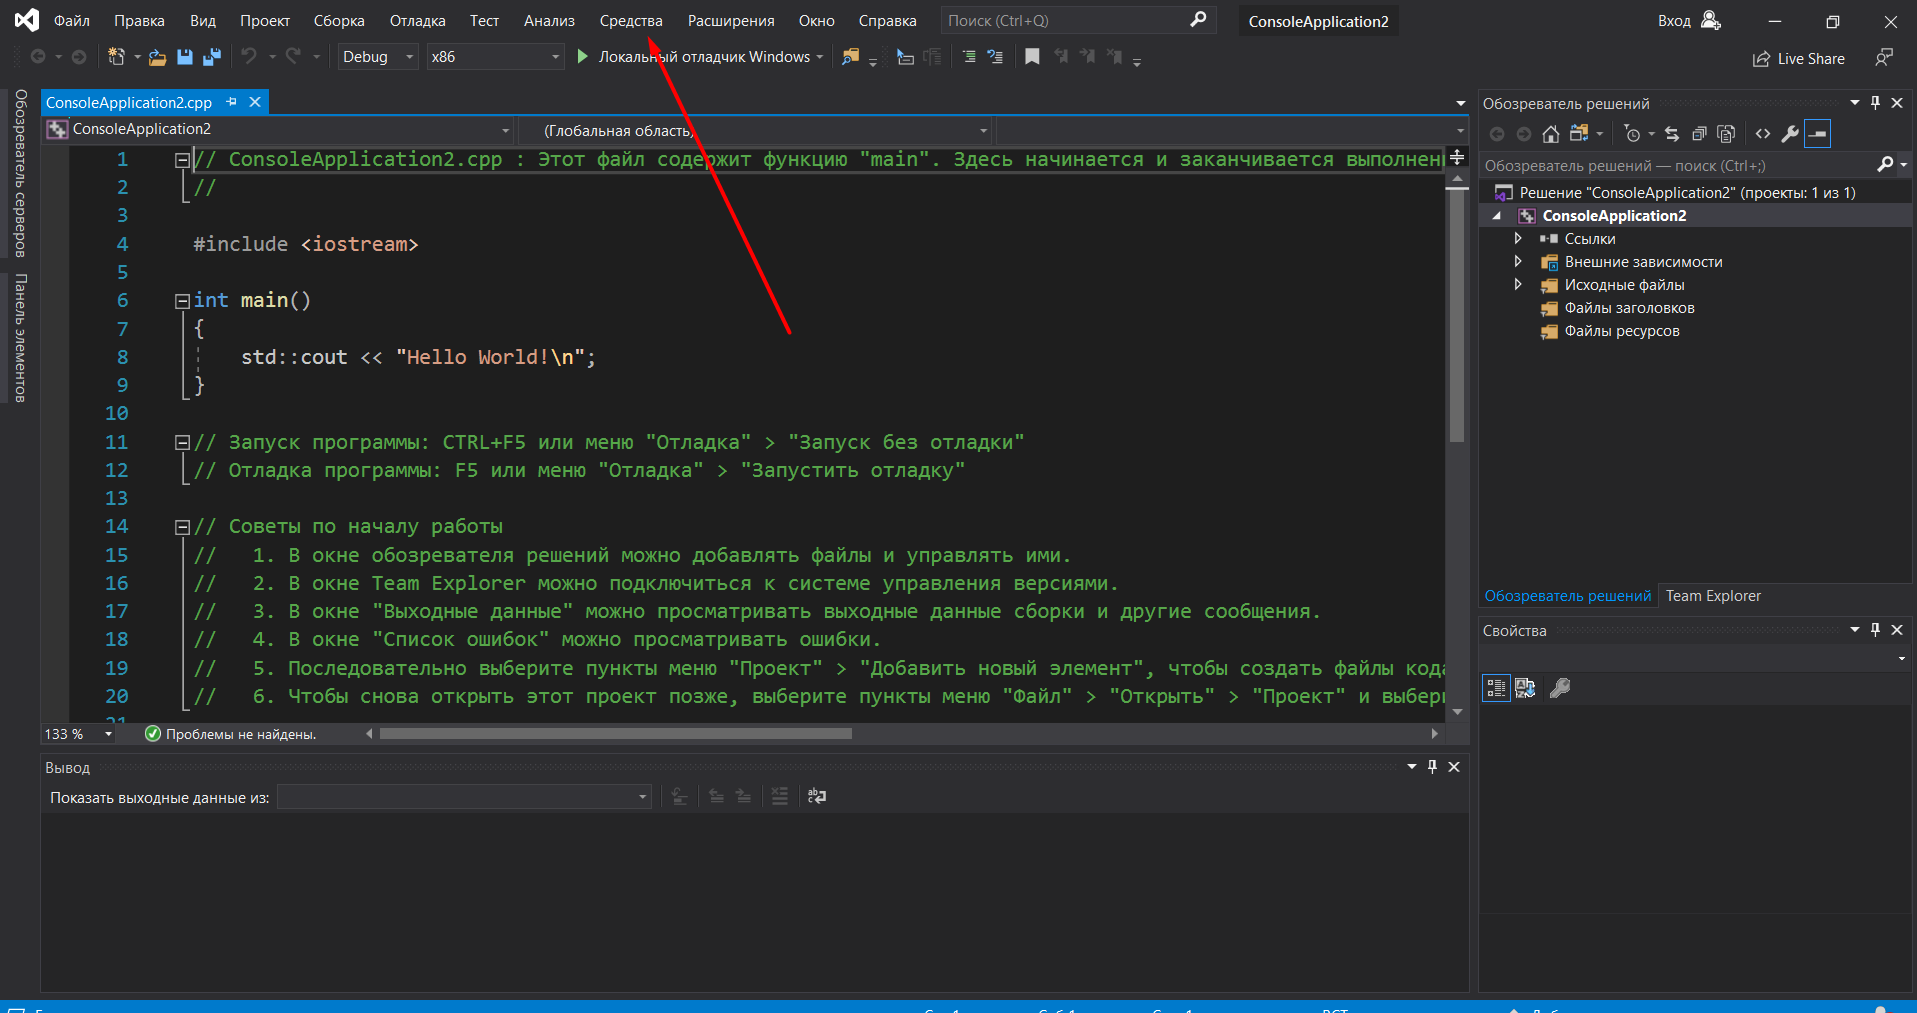 Файл Правка Вид Проект Сборка Отладка Тест Анализ Средства Расширения Окно Справка Поиск (Ctrl+Q) ConsoleApplication2 Вход
Debug x86 Локальный отладчик Windows Live Share
Обозреватель серверов
Панель элементов
ConsoleApplication2.cpp
ConsoleApplication2 (Глобальная область)
1 // ConsoleApplication2.cpp : Этот файл содержит функцию "main". Здесь начинается и заканчивается
2 //
3
4 #include <iostream>
5
6 int main()
7 {
8 std::cout << "Hello World!\n";
9 }
10
11 // Запуск программы: CTRL+F5 или меню "Отладка" > "Запуск без отладки"
12 // Отладка программы: F5 или меню "Отладка" > "Запустить отладку"
13
14 // Советы по началу работы
15 // 1. В окне обозревателя решений можно добавлять файлы и управлять ими.
16 // 2. В окне Team Explorer можно подключиться к системе управления версиями.
17 // 3. В окне "Выходные данные" можно просматривать выходные данные сборки и другие сообщения.
18 // 4. В окне "Список ошибок" можно просматривать ошибки.
19 // 5. Последовательно выберите пункты меню "Проект" > "Добавить новый элемент", чтобы создать файлы кода
20 // 6. Чтобы снова открыть этот проект позже, выберите пункты меню "Файл" > "Открыть" > "Проект" и
133 % Проблемы не найдены.
Вывод
Показать выходные данные из:
Обозреватель решений
Обозреватель решений — поиск (Ctrl+;)
Решение "ConsoleApplication2" (проекты: 1 из 1)
ConsoleApplication2
Ссылки
Внешние зависимости
Исходные файлы
Файлы заголовков
Файлы ресурсов
Обозреватель решений Team Explorer
Свойства